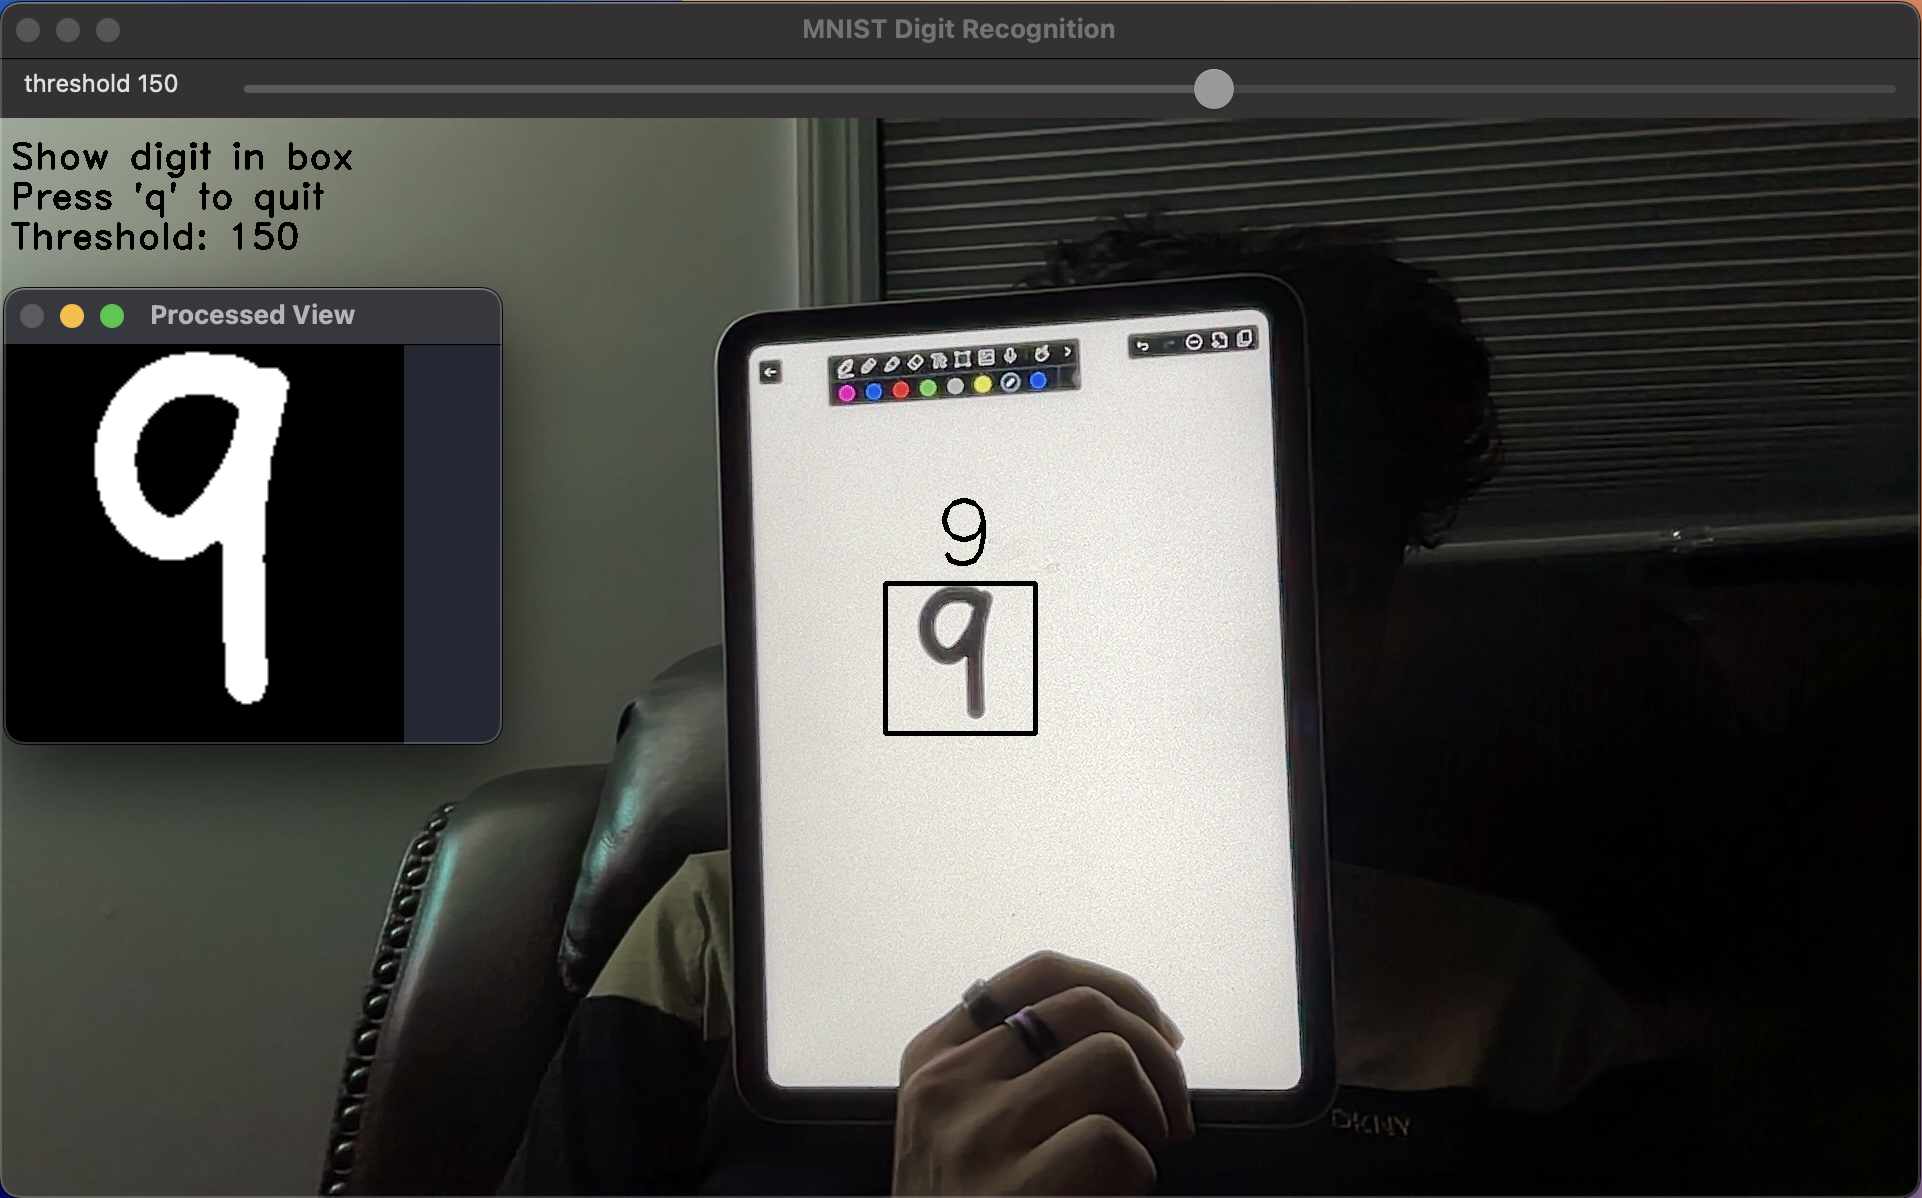 MNIST Digit Recognition
threshold 150
Show digit in box
Press 'q' to quit
Threshold: 150
Processed View
9
9
9
DKNY